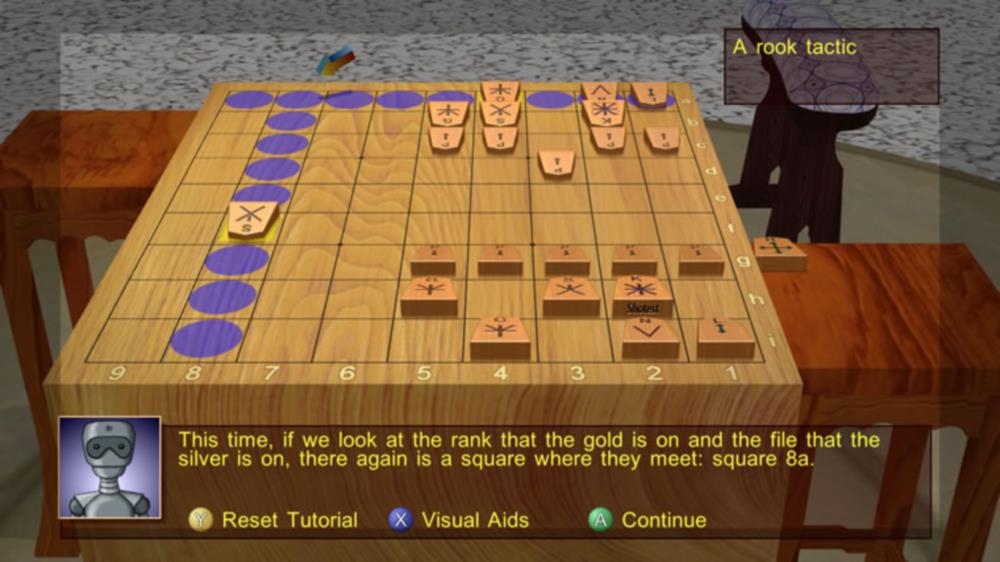 A rook tactic
a
b
c
d
e
f
g
h
i
Shotest
9 8 7 6 5 4 3 2 1
This time, if we look at the rank that the gold is on and the file that the
silver is on, there again is a square where they meet: square 8a.
Y Reset Tutorial X Visual Aids A Continue